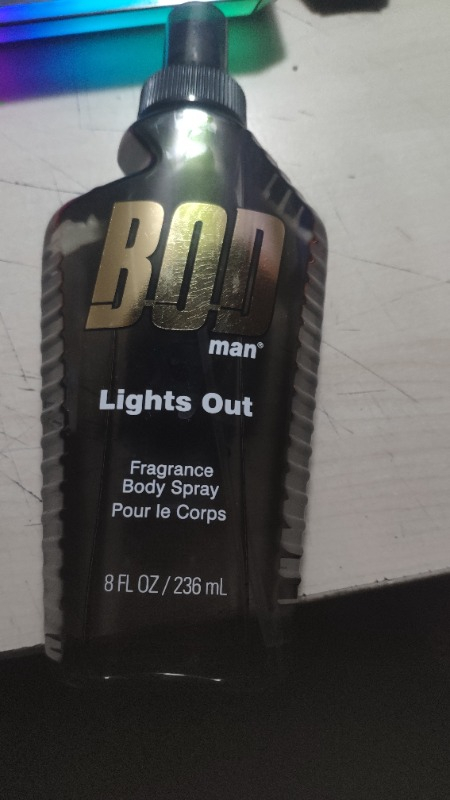 BOD
man®
Lights Out
Fragrance
Body Spray
Pour le Corps
8 FL OZ / 236 mL